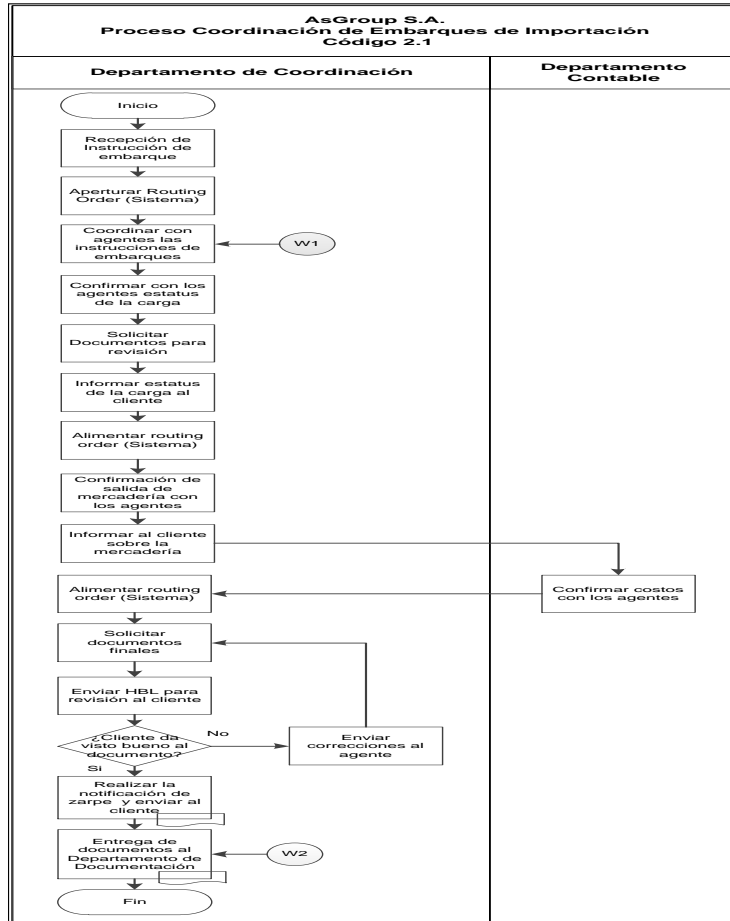 AsGroup S.A.
Proceso Coordinación de Embarques de Importación
Código 2.1
Departamento de Coordinación
Departamento
Contable
Inicio
Recepción de
Instrucción de
embarque
Aperturar Routing
Order (Sistema)
Coordinar con
agentes las
instrucciones de
embarques
W1
Confirmar con los
agentes estatus
de la carga
Solicitar
Documentos para
revisión
Informar estatus
de la carga al
cliente
Alimentar routing
order (Sistema)
Confirmación de
salida de
mercadería con
los agentes
Informar al cliente
sobre la
mercadería
Confirmar costos
con los agentes
Alimentar routing
order (Sistema)
Solicitar
documentos
finales
Enviar HBL para
revisión al cliente
¿Cliente da
visto bueno al
documento?
No
Enviar
correcciones al
agente
Si
Realizar la
notificación de
zarpe y enviar al
cliente
Entrega de
documentos al
Departamento de
Documentación
W2
Fin